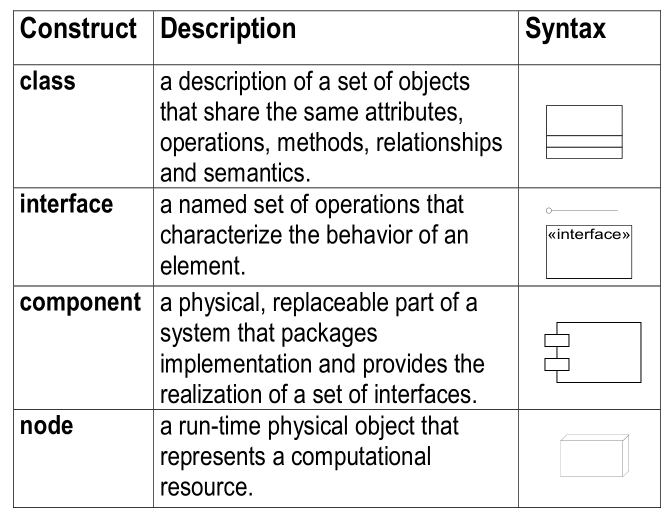 Construct Description Syntax
class a description of a set of objects
that share the same attributes,
operations, methods, relationships
and semantics.
interface a named set of operations that
characterize the behavior of an
element.
«interface»
component a physical, replaceable part of a
system that packages
implementation and provides the
realization of a set of interfaces.
node a run-time physical object that
represents a computational
resource.